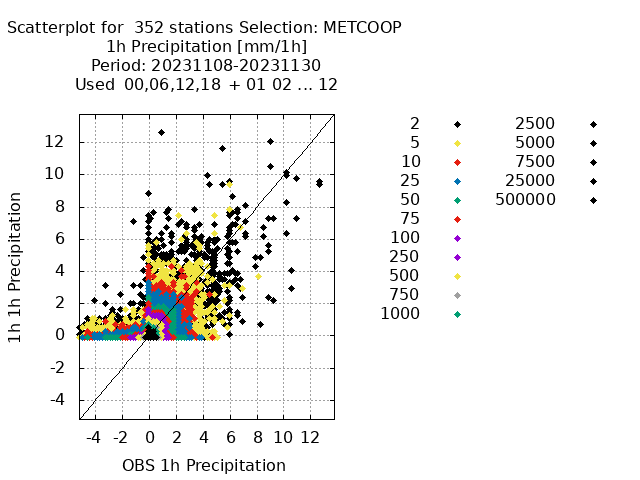 Scatterplot for  352 stations Selection: METCOOP
1h Precipitation [mm/1h]
Period: 20231108-20231130
Used  00,06,12,18  + 01 02 ... 12
2 2500
5 5000
10 7500
25 25000
50 500000
75
100
250
500
750
1000
12
10
8
6
4
2
0
-2
-4
1h 1h Precipitation
-4 -2 0 2 4 6 8 10 12
OBS 1h Precipitation